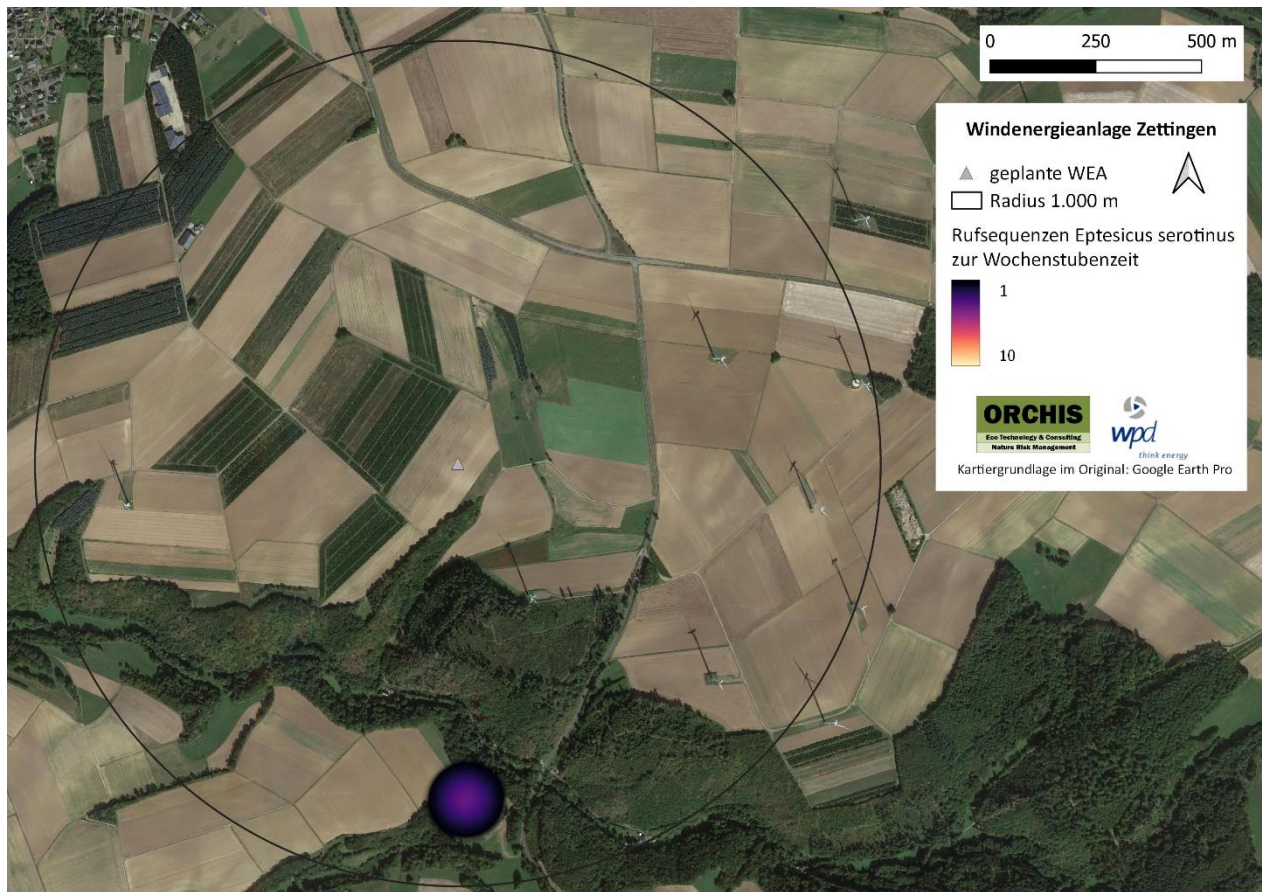 0 250 500 m
Windenergieanlage Zettingen
geplante WEA
Radius 1.000 m
Rufsequenzen Eptesicus serotinus
zur Wochenstubenzeit
1
10
ORCHIS
Eco Technology & Consulting
Nature Risk Management
wpd
think energy
Kartiergrundlage im Original: Google Earth Pro